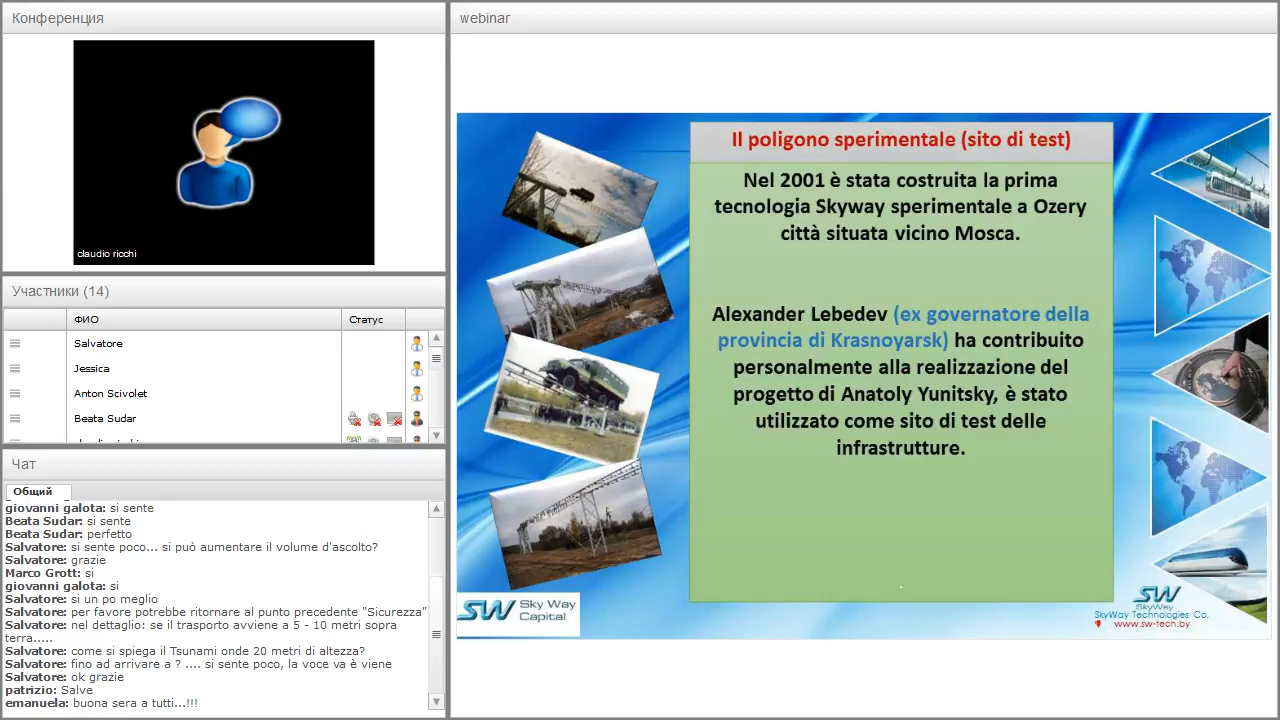 Конференция
claudio ricchi
Участники (14)
ФИО
Статус
Salvatore
Jessica
Anton Scivolet
Beata Sudar
Чат
Общий
giovanni galota: si sente
Beata Sudar: si sente
Beata Sudar: perfetto
Salvatore: si sente poco... si può aumentare il volume d'ascolto?
Salvatore: grazie
Marco Grott: si
giovanni galota: si
Salvatore: si un po meglio
Salvatore: per favore potrebbe ritornare al punto precedente "Sicurezza"
Salvatore: nel dettaglio: se il trasporto avviene a 5 - 10 metri sopra
terra.....
Salvatore: come si spiega il Tsunami onde 20 metri di altezza?
Salvatore: fino ad arrivare a ? .... si sente poco, la voce va è viene
Salvatore: ok grazie
patrizio: Salve
emanuela: buona sera a tutti...!!!
webinar
Il poligono sperimentale (sito di test)
Nel 2001 è stata costruita la prima
tecnologia Skyway sperimentale a Ozery
città situata vicino Mosca.
Alexander Lebedev (ex governatore della
provincia di Krasnoyarsk) ha contribuito
personalmente alla realizzazione del
progetto di Anatoly Yunitsky, è stato
utilizzato come sito di test delle
infrastrutture.
SW Sky Way
Capital
SW
SkyWay
SkyWay Technologies Co.
www.sw-tech.by